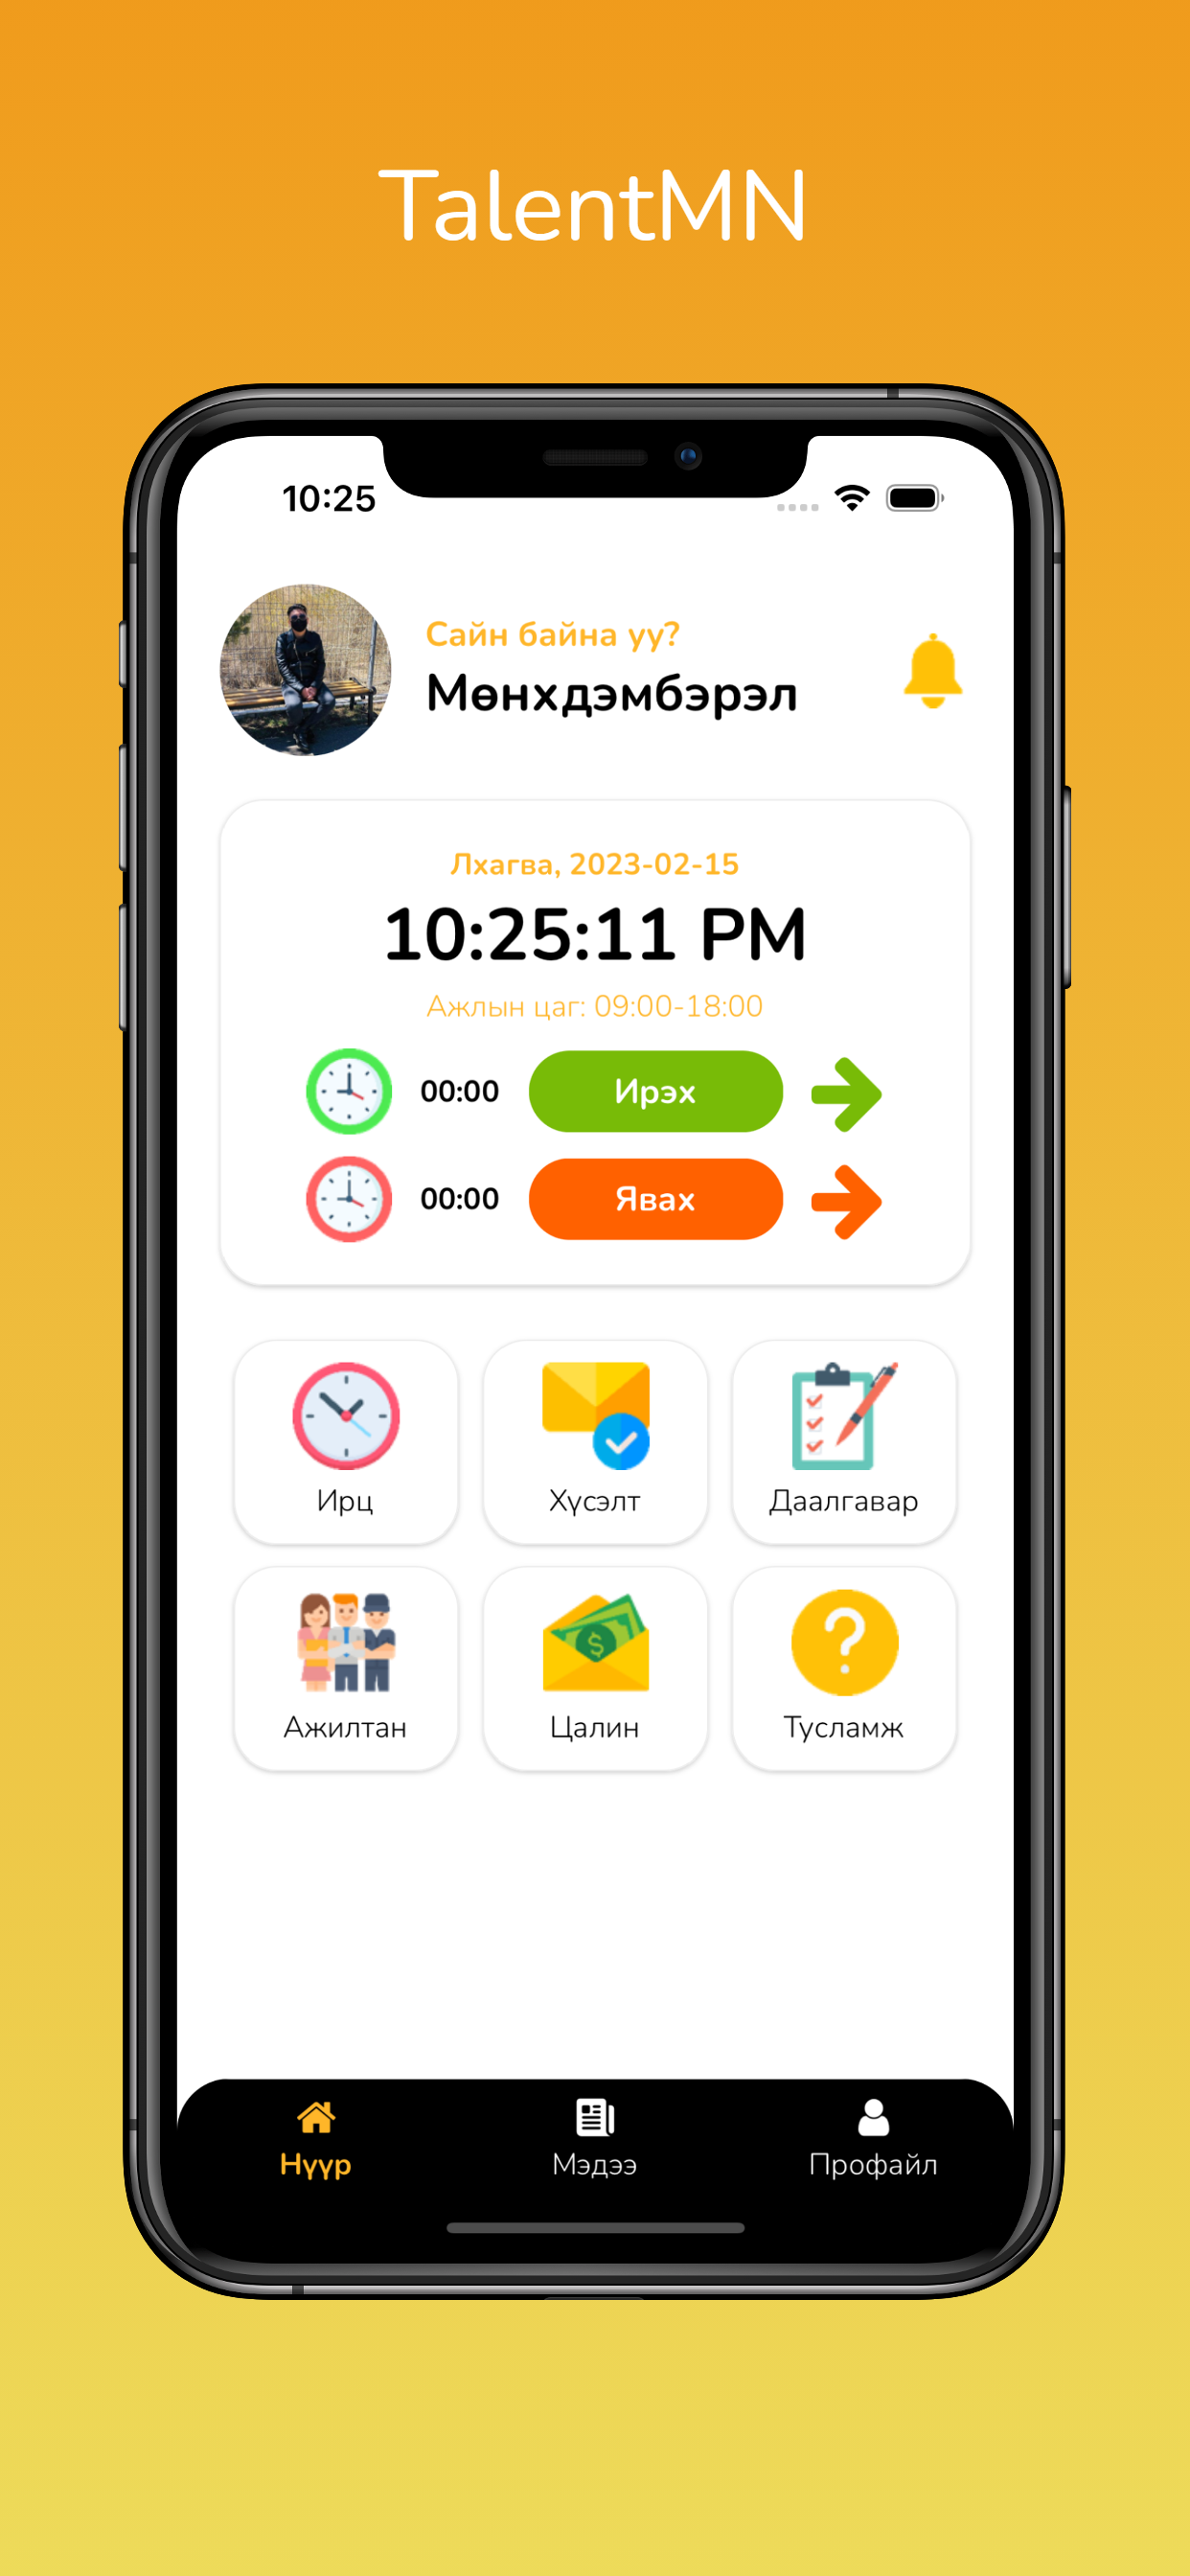 TalentMN
10:25
Сайн байна уу?
Мөнхдэмбэрэл
Лхагва, 2023-02-15
10:25:11 PM
Ажлын цаг: 09:00-18:00
00:00 Ирэх
00:00 Явах
Ирц Хүсэлт Даалгавар
Ажилтан Цалин Тусламж
Нүүр Мэдээ Профайл